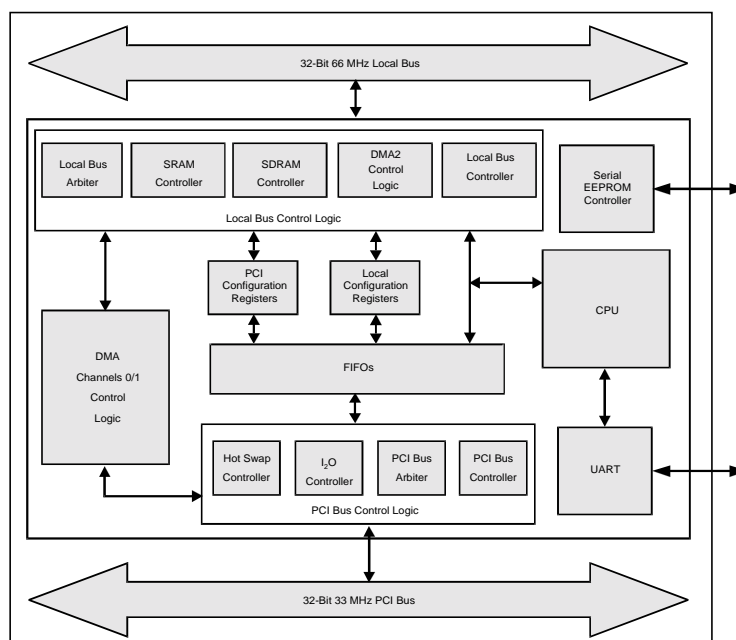 32-Bit 66 MHz Local Bus
Local Bus
Arbiter
SRAM
Controller
SDRAM
Controller
DMA2
Control
Logic
Local Bus
Controller
Local Bus Control Logic
Serial
EEPROM
Controller
PCI
Configuration
Registers
Local
Configuration
Registers
CPU
DMA
Channels 0/1
Control
Logic
FIFOs
Hot Swap
Controller
I₂O
Controller
PCI Bus
Arbiter
PCI Bus
Controller
PCI Bus Control Logic
UART
32-Bit 33 MHz PCI Bus